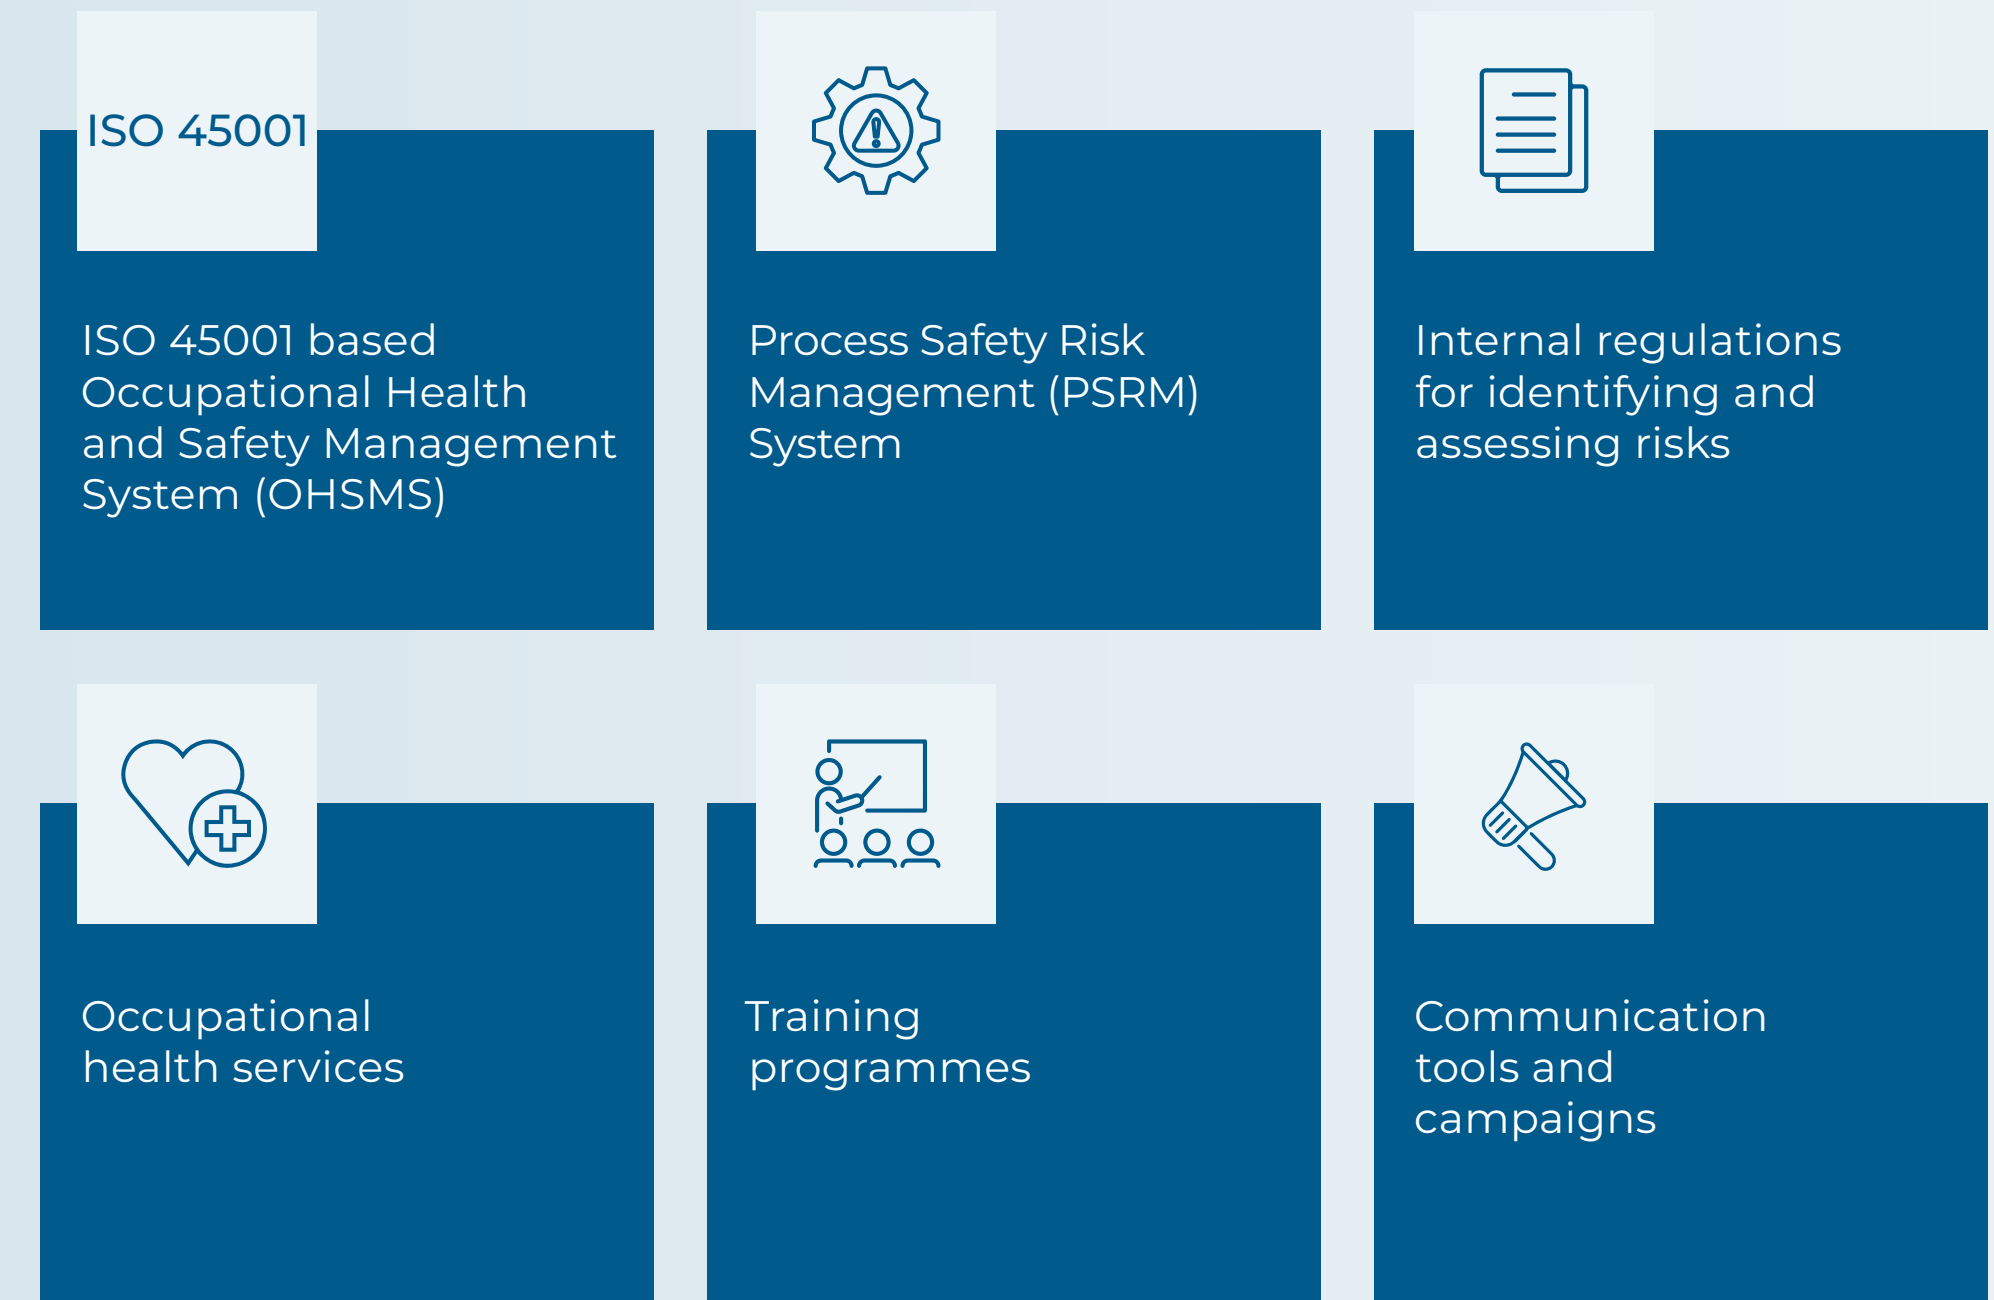 ISO 45001
ISO 45001 based
Occupational Health
and Safety Management
System (OHSMS)
Process Safety Risk
Management (PSRM)
System
Internal regulations
for identifying and
assessing risks
Occupational
health services
Training
programmes
Communication
tools and
campaigns